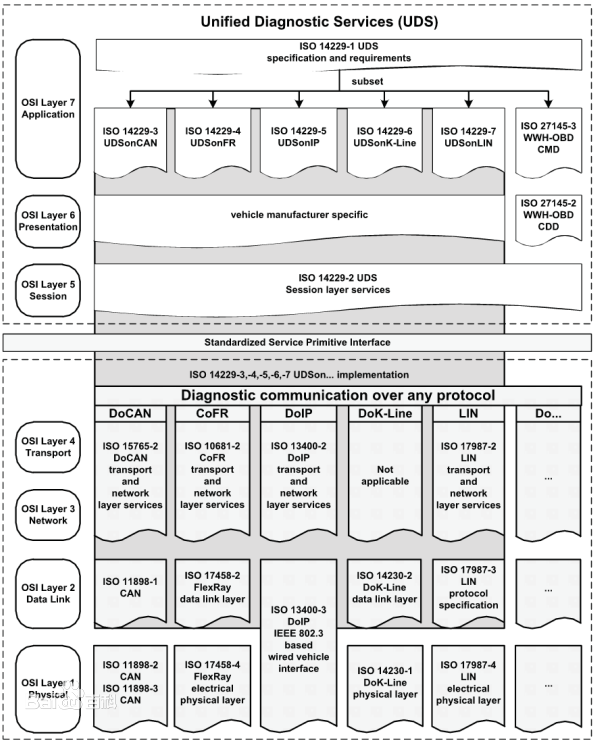 Unified Diagnostic Services (UDS)
OSI Layer 7
Application
ISO 14229-1 UDS
specification and requirements
subset
ISO 14229-3
UDSonCAN
ISO 14229-4
UDSonFR
ISO 14229-5
UDSonIP
ISO 14229-6
UDSonK-Line
ISO 14229-7
UDSonLIN
ISO 27145-3
WWH-OBD
CMD
OSI Layer 6
Presentation
vehicle manufacturer specific
ISO 27145-2
WWH-OBD
CDD
OSI Layer 5
Session
ISO 14229-2 UDS
Session layer services
Standardized Service Primitive Interface
ISO 14229-3,-4,-5,-6,-7 UDSon... implementation
Diagnostic communication over any protocol
DoCAN
CoFR
DoIP
DoK-Line
LIN
Do...
OSI Layer 4
Transport
OSI Layer 3
Network
ISO 15765-2
DoCAN
transport
and
network
layer services
ISO 10681-2
CoFR
transport
and
network
layer services
ISO 13400-2
DoIP
transport
and
network
layer services
Not
applicable
ISO 17987-2
LIN
transport
and
network
layer services
...
OSI Layer 2
Data Link
ISO 11898-1
CAN
ISO 17458-2
FlexRay
data link layer
ISO 13400-3
DoIP
IEEE 802.3
based
wired vehicle
interface
ISO 14230-2
DoK-Line
data link layer
ISO 17987-3
LIN
protocol
specification
...
OSI Layer 1
Physical
ISO 11898-2
CAN
ISO 11898-3
CAN
ISO 17458-4
FlexRay
electrical
physical layer
ISO 14230-1
DoK-Line
physical layer
ISO 17987-4
LIN
electrical
physical layer
...
Baidu百科